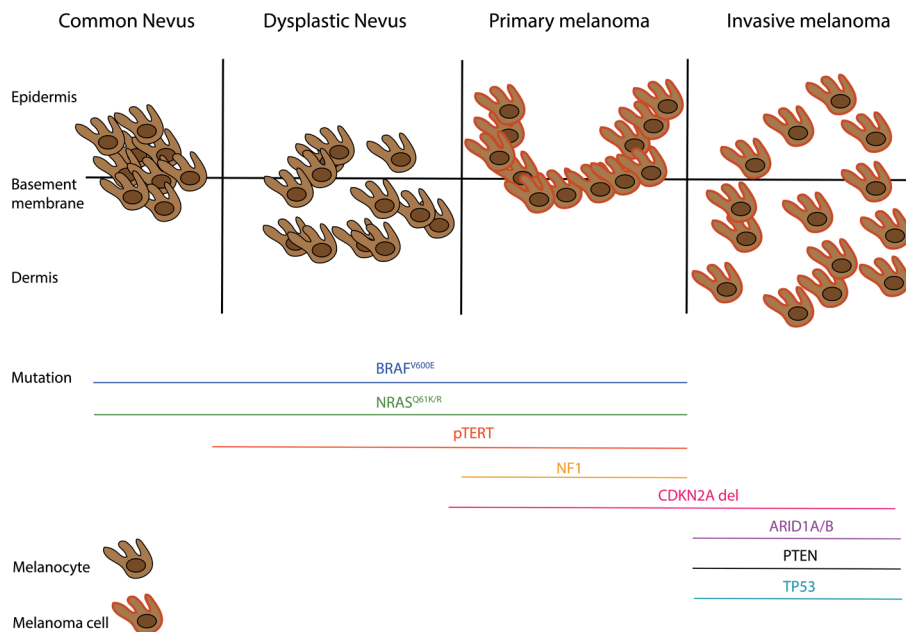 Common Nevus
Dysplastic Nevus
Primary melanoma
Invasive melanoma
Epidermis
Basement
membrane
Dermis
Mutation
BRAFV600E
NRASQ61K/R
pTERT
NF1
CDKN2A del
ARID1A/B
PTEN
TP53
Melanocyte
Melanoma cell